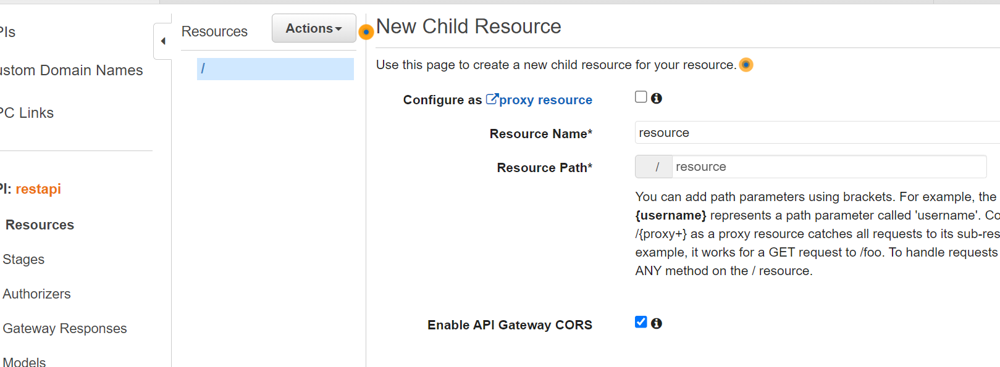 PIs
ustom Domain Names
PC Links
PI: restapi
Resources
Stages
Authorizers
Gateway Responses
Models
Resources
Actions
/
New Child Resource
Use this page to create a new child resource for your resource.
Configure as proxy resource
Resource Name*
resource
Resource Path*
/ resource
You can add path parameters using brackets. For example, the
{username} represents a path parameter called 'username'. Co
/{proxy+} as a proxy resource catches all requests to its sub-res
example, it works for a GET request to /foo. To handle requests
ANY method on the / resource.
Enable API Gateway CORS